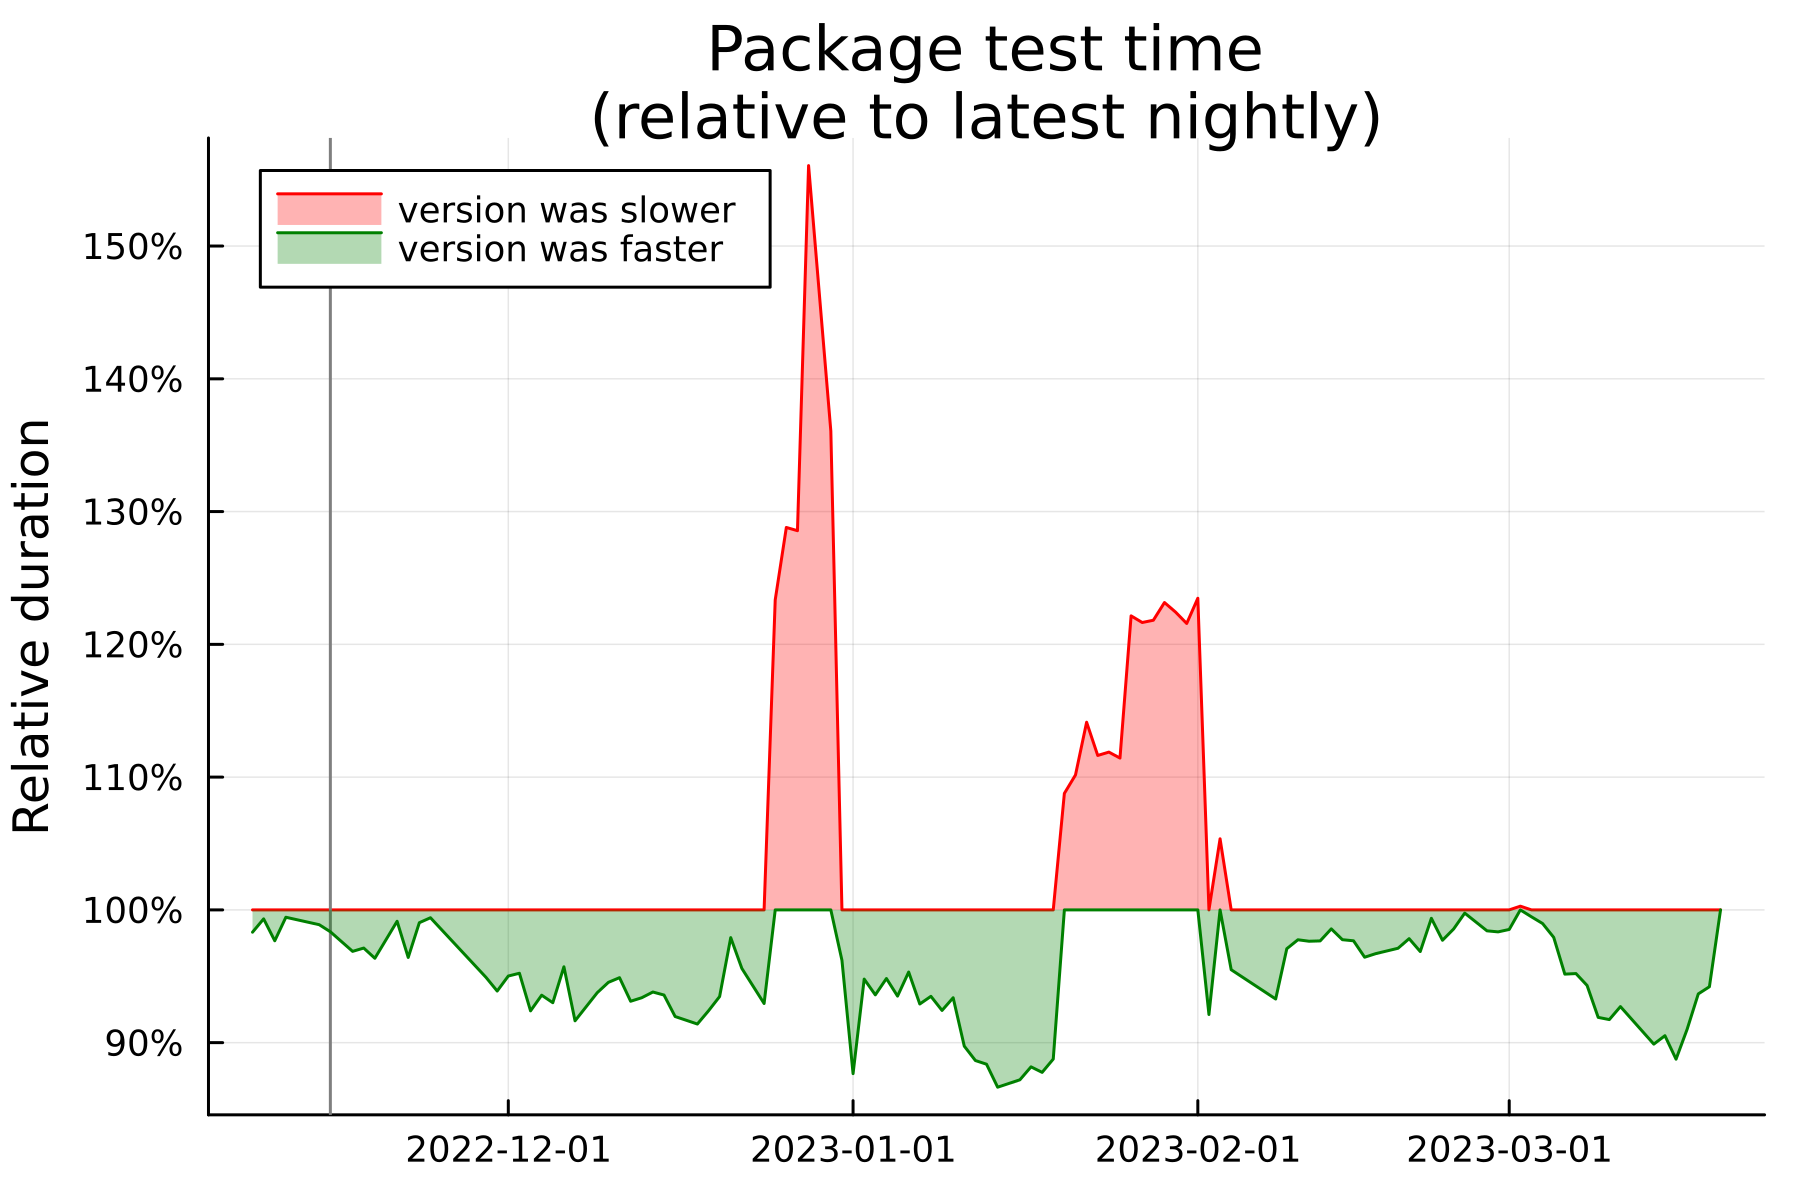 Package test time
(relative to latest nightly)
version was slower
version was faster
Relative duration
150%
140%
130%
120%
110%
100%
90%
2022-12-01
2023-01-01
2023-02-01
2023-03-01